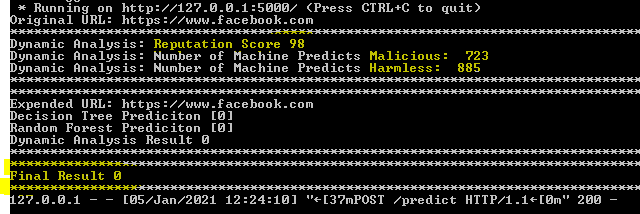 * Running on http://127.0.0.1:5000/ (Press CTRL+C to quit)
Original URL: https://www.facebook.com
********************************************************************************
Dynamic Analysis: Reputation Score 98
Dynamic Analysis: Number of Machine Predicts Malicious:  723
Dynamic Analysis: Number of Machine Predicts Harmless:  885
********************************************************************************
********************************************************************************
Expended URL: https://www.facebook.com
Decision Tree Prediciton [0]
Random Forest Prediciton [0]
Dynamic Analysis Result 0
********************************************************************************
********************************************************************************
Final Result 0
********************************************************************************
127.0.0.1 - - [05/Jan/2021 12:24:10] "←[37mPOST /predict HTTP/1.1←[0m" 200 -